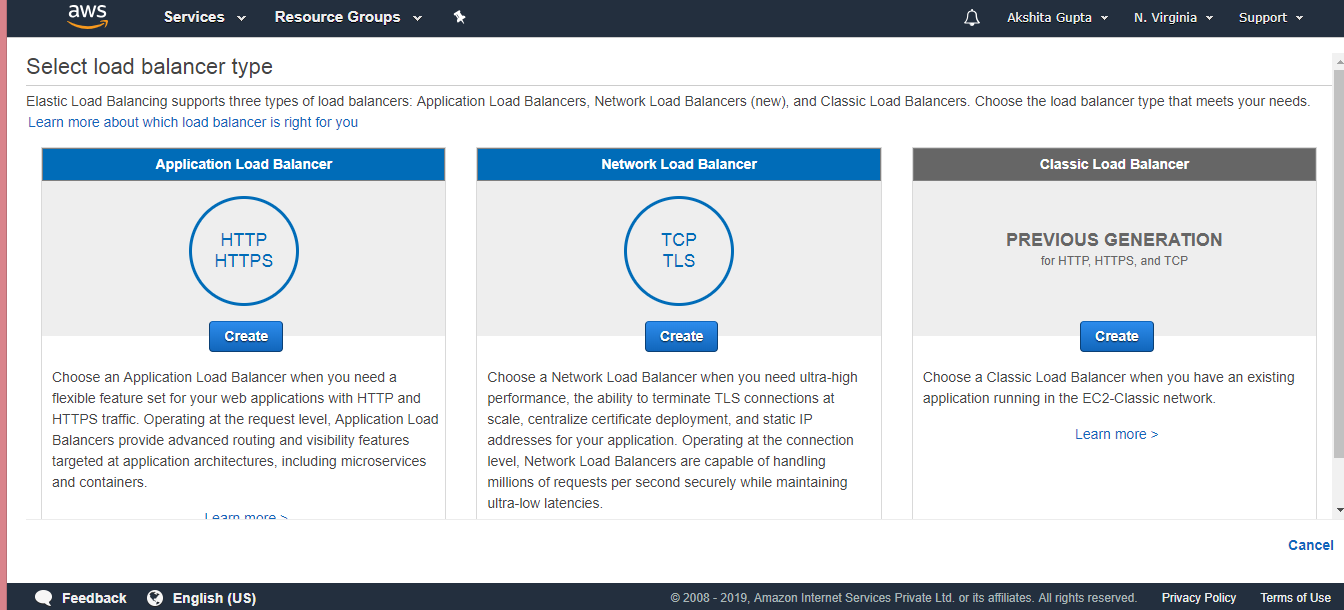 aws Services Resource Groups Akshita Gupta N. Virginia Support
Select load balancer type
Elastic Load Balancing supports three types of load balancers: Application Load Balancers, Network Load Balancers (new), and Classic Load Balancers. Choose the load balancer type that meets your needs.
Learn more about which load balancer is right for you
Application Load Balancer
HTTP
HTTPS
Create
Choose an Application Load Balancer when you need a
flexible feature set for your web applications with HTTP and
HTTPS traffic. Operating at the request level, Application Load
Balancers provide advanced routing and visibility features
targeted at application architectures, including microservices
and containers.
Learn more >
Network Load Balancer
TCP
TLS
Create
Choose a Network Load Balancer when you need ultra-high
performance, the ability to terminate TLS connections at
scale, centralize certificate deployment, and static IP
addresses for your application. Operating at the connection
level, Network Load Balancers are capable of handling
millions of requests per second securely while maintaining
ultra-low latencies.
Classic Load Balancer
PREVIOUS GENERATION
for HTTP, HTTPS, and TCP
Create
Choose a Classic Load Balancer when you have an existing
application running in the EC2-Classic network.
Learn more >
Cancel
Feedback English (US) © 2008 - 2019, Amazon Internet Services Private Ltd. or its affiliates. All rights reserved. Privacy Policy Terms of Use